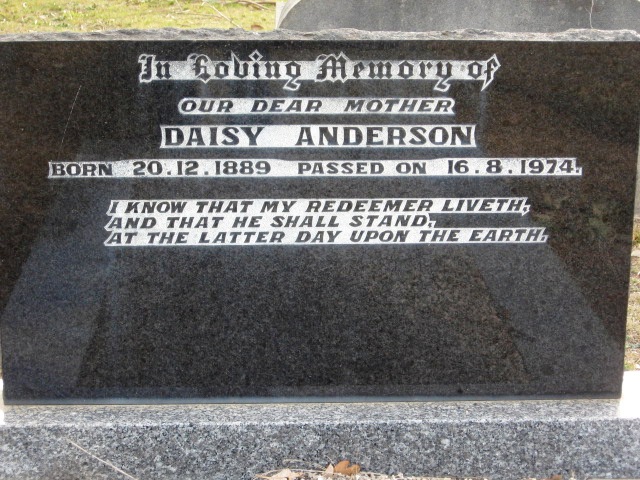 In Loving Memory of
OUR DEAR MOTHER
DAISY ANDERSON
BORN 20.12.1889 PASSED ON 16.8.1974.
I KNOW THAT MY REDEEMER LIVETH,
AND THAT HE SHALL STAND,
AT THE LATTER DAY UPON THE EARTH.